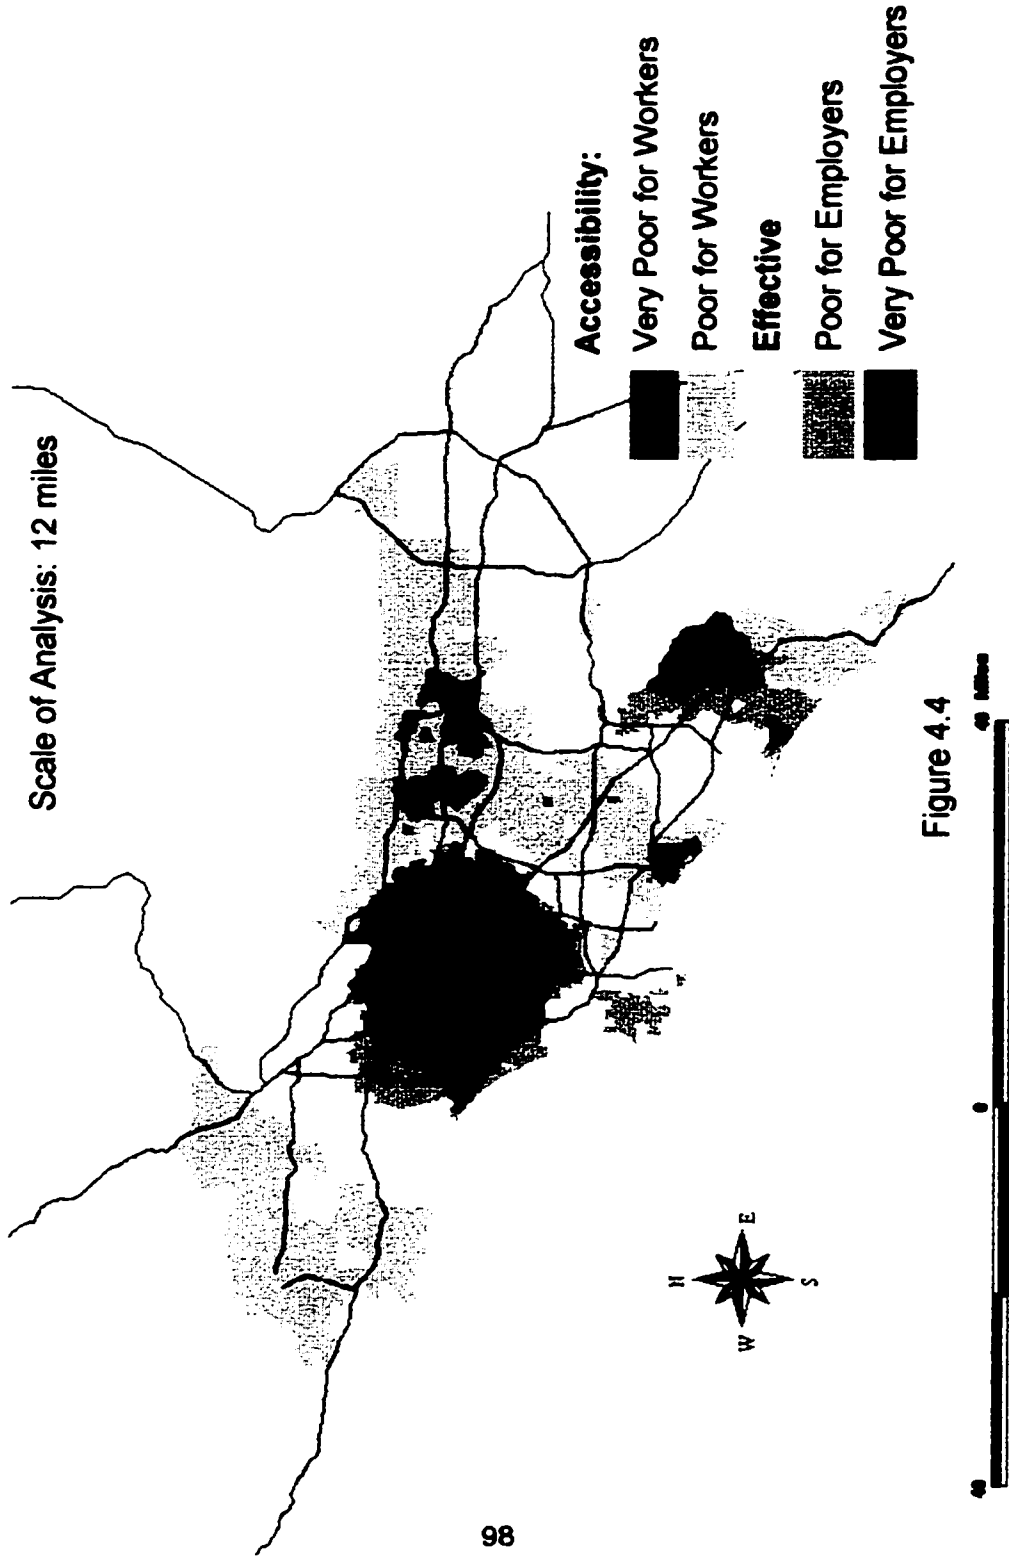 Scale of Analysis: 12 miles
Accessibility:
Very Poor for Workers
Poor for Workers
Effective
Poor for Employers
Very Poor for Employers
N
W E
S
Figure 4.4
40 0 40 Miles
98